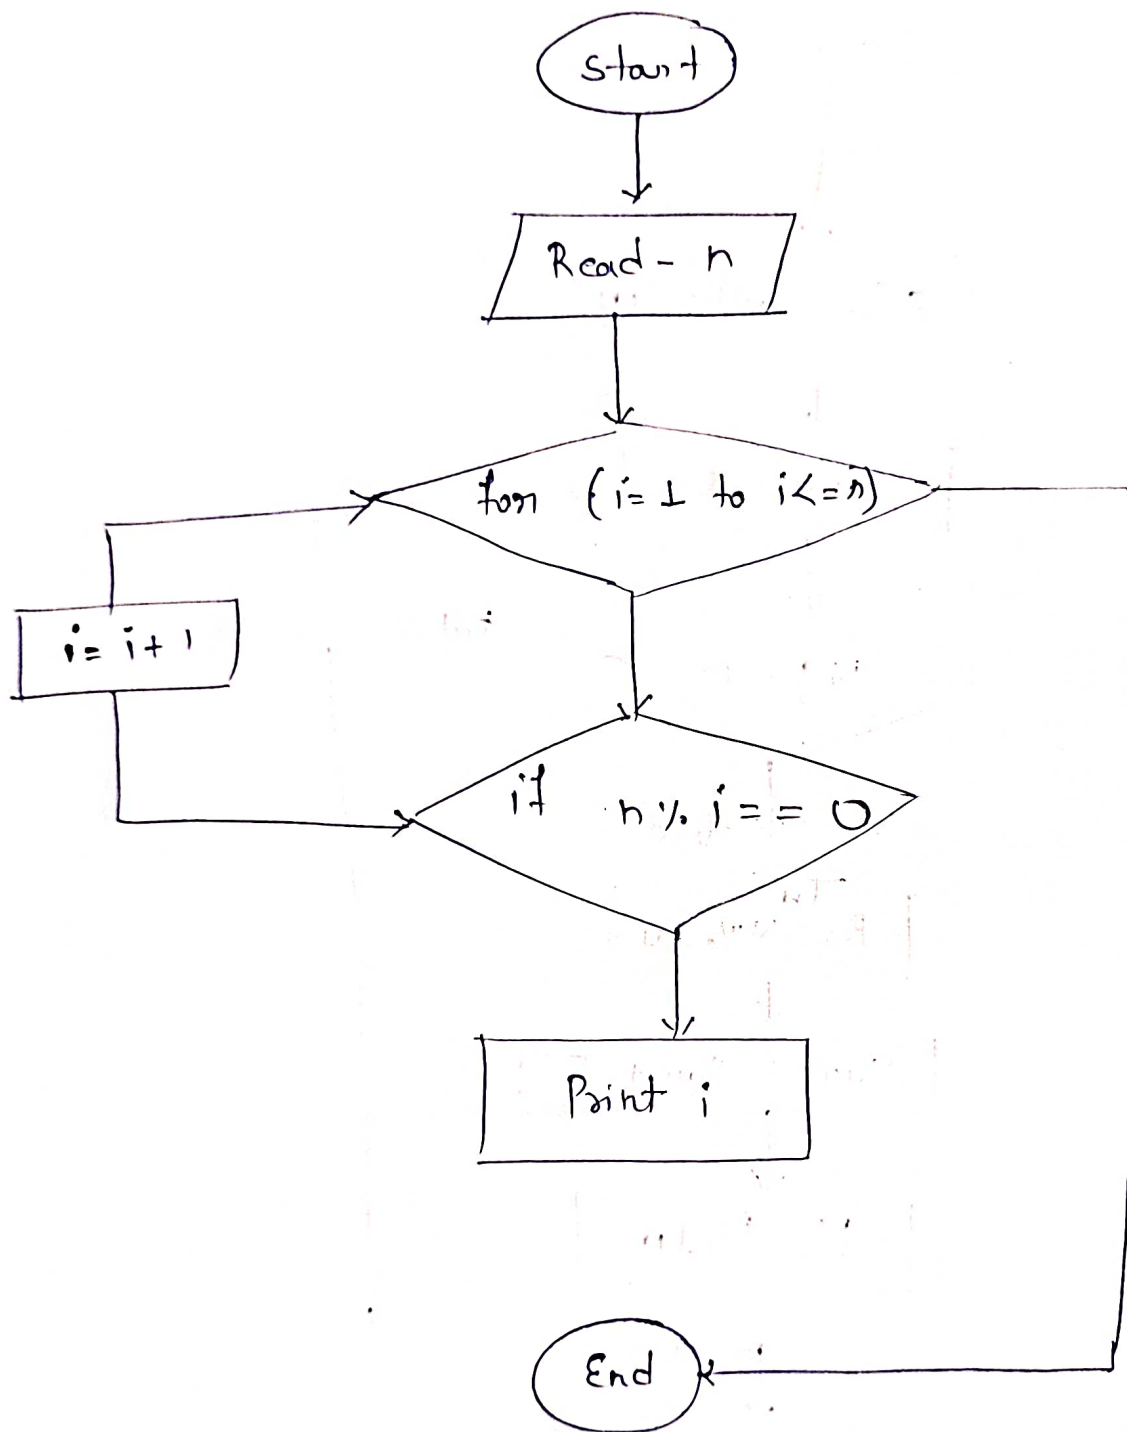 Start
Read - n
for (i=1 to i<=n)
i= i+1
if n % i == 0
Print i
End